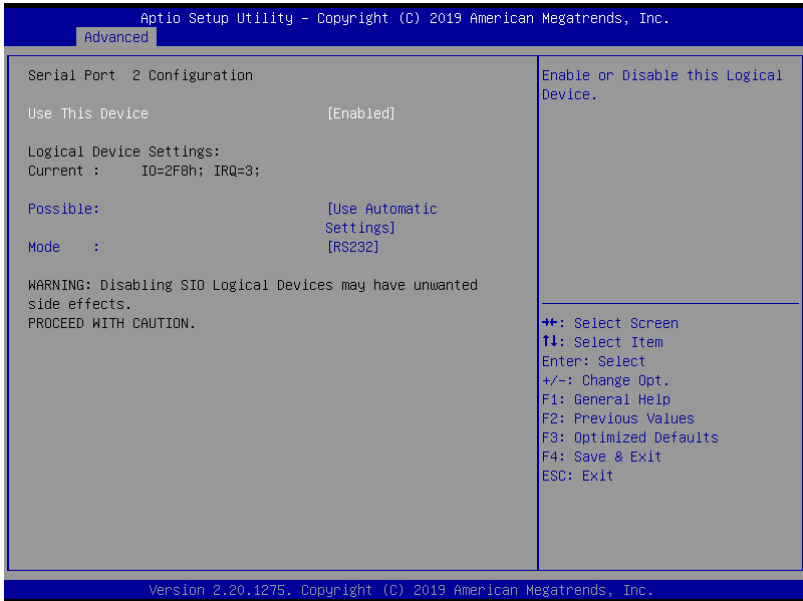 Aptio Setup Utility – Copyright (C) 2019 American Megatrends, Inc.
Advanced
Serial Port  2 Configuration
Use This Device [Enabled]
Logical Device Settings:
Current : IO=2F8h; IRQ=3;
Possible: [Use Automatic
Settings]
Mode : [RS232]
WARNING: Disabling SIO Logical Devices may have unwanted
side effects.
PROCEED WITH CAUTION.
Enable or Disable this Logical
Device.
→←: Select Screen
↑↓: Select Item
Enter: Select
+/-: Change Opt.
F1: General Help
F2: Previous Values
F3: Optimized Defaults
F4: Save & Exit
ESC: Exit
Version 2.20.1275. Copyright (C) 2019 American Megatrends, Inc.